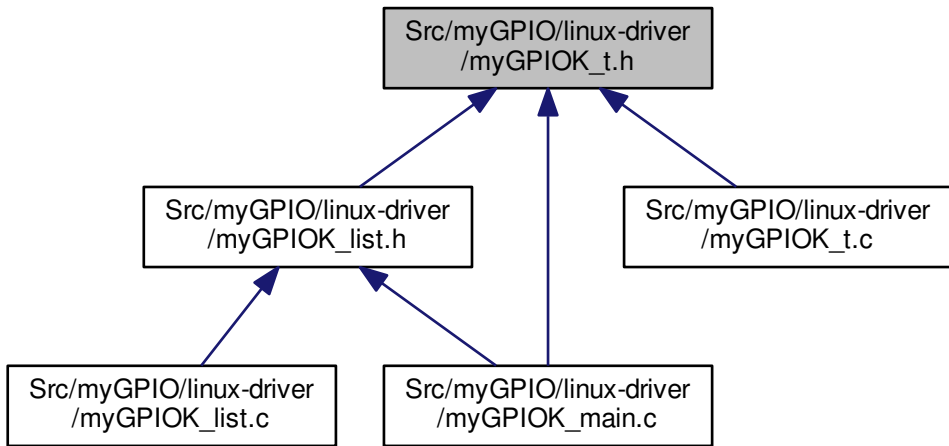 Src/myGPIO/linux-driver
/myGPIOK_t.h
Src/myGPIO/linux-driver
/myGPIOK_list.h
Src/myGPIO/linux-driver
/myGPIOK_t.c
Src/myGPIO/linux-driver
/myGPIOK_list.c
Src/myGPIO/linux-driver
/myGPIOK_main.c